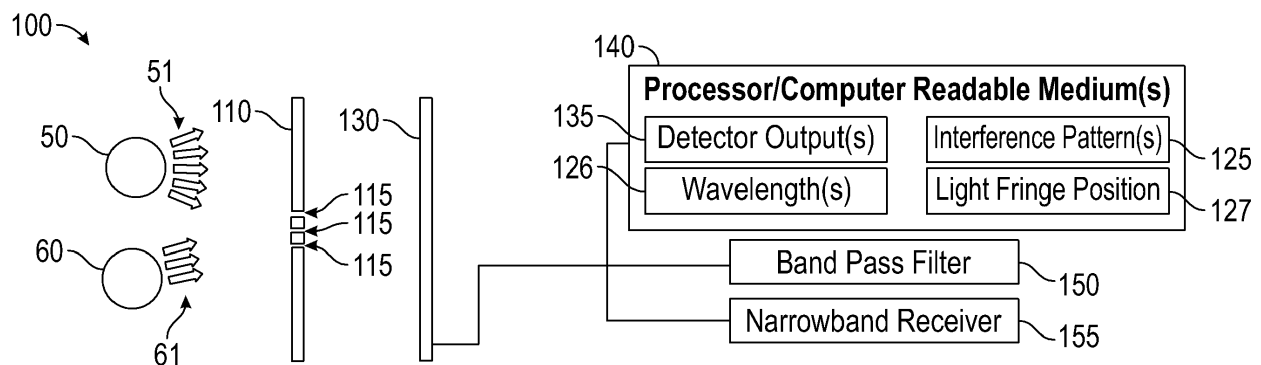 100
51
50
110
130
115
115
115
60
61
140
Processor/Computer Readable Medium(s)
135
Detector Output(s)
Interference Pattern(s)
125
126
Wavelength(s)
Light Fringe Position
127
Band Pass Filter
150
Narrowband Receiver
155